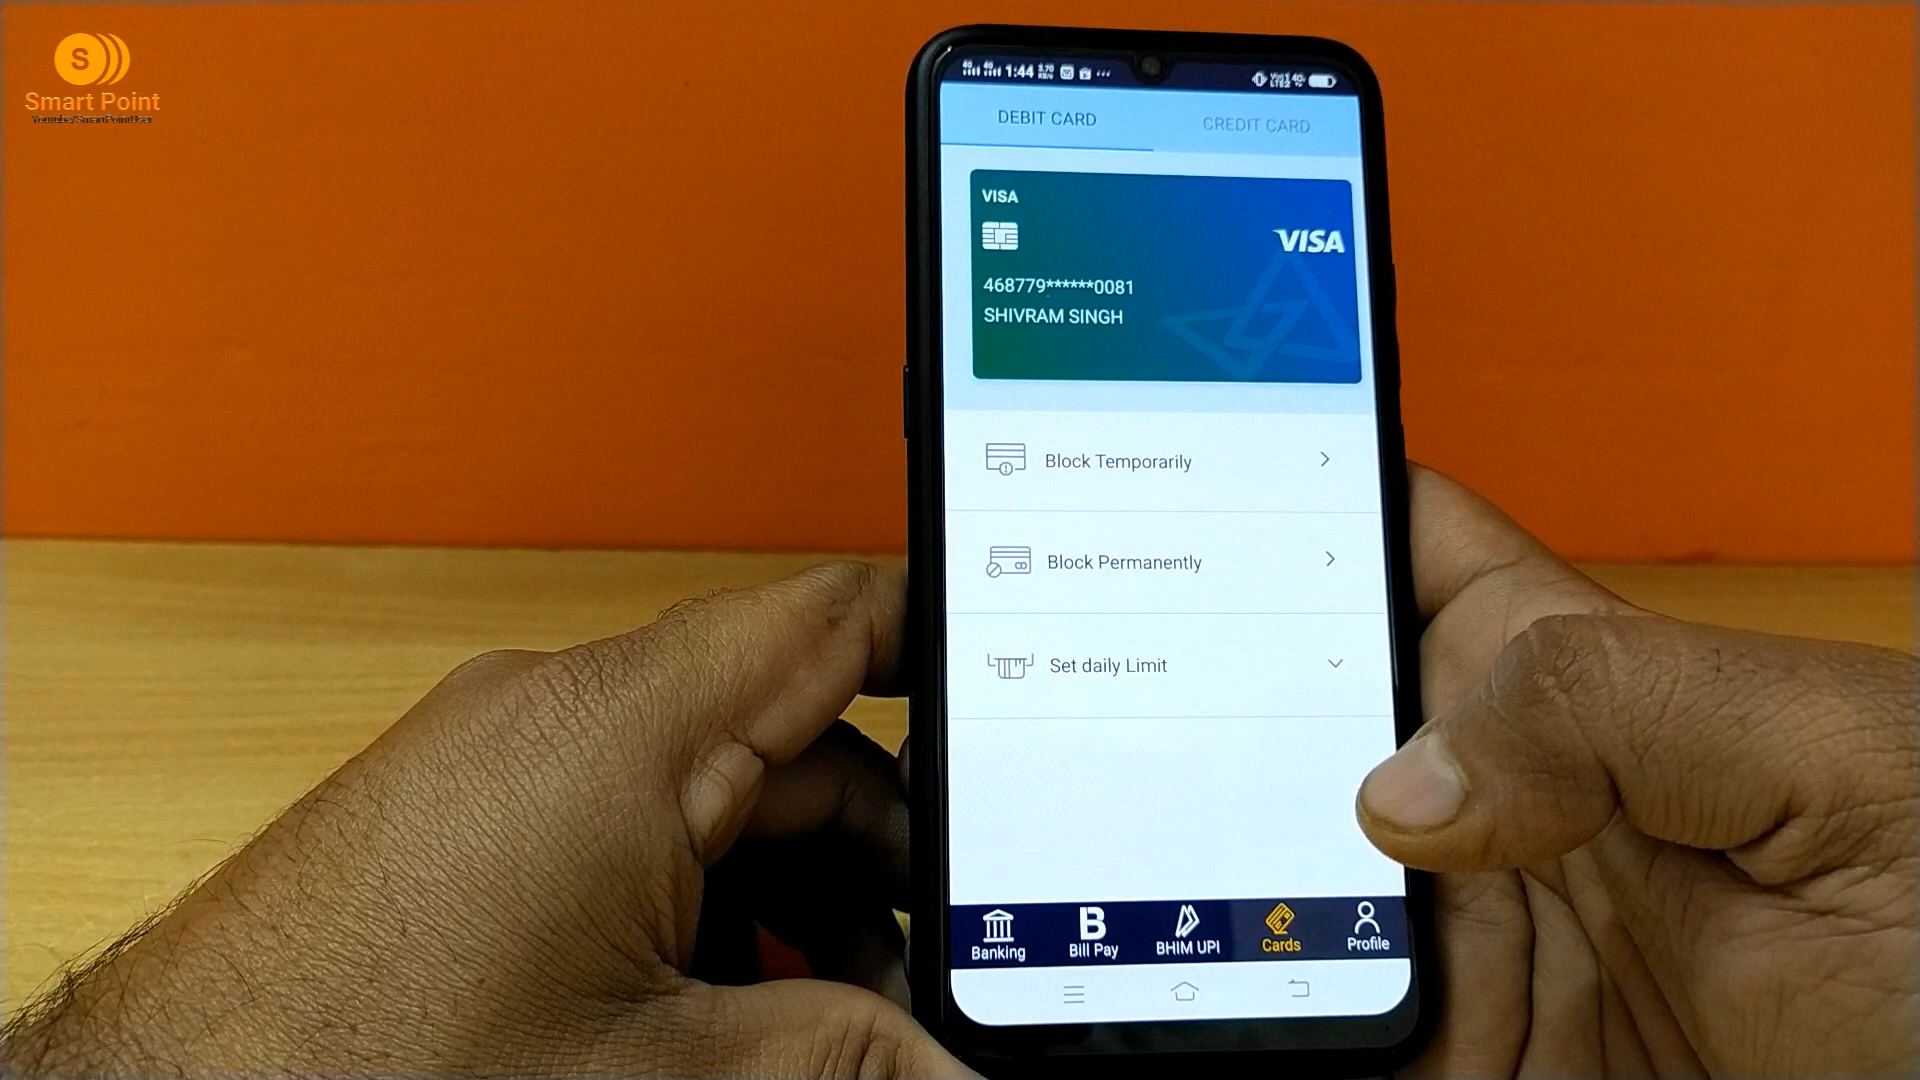 S
Smart Point
Youtube/SmartPointUser
1:44
DEBIT CARD
CREDIT CARD
VISA
VISA
468779******0081
SHIVRAM SINGH
Block Temporarily
Block Permanently
Set daily Limit
Banking
Bill Pay
BHIM UPI
Cards
Profile